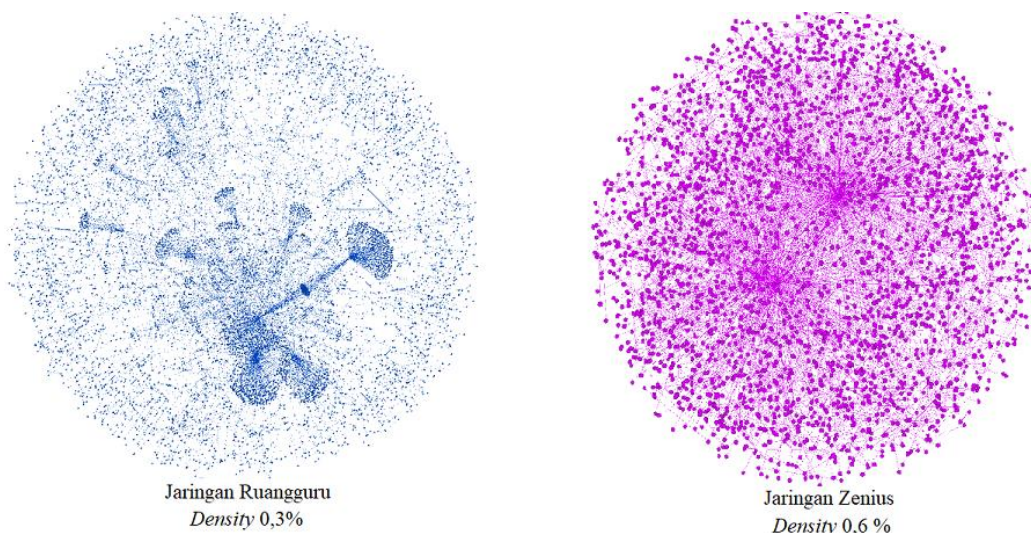 Jaringan Ruangguru
Density 0,3%
Jaringan Zenius
Density 0,6 %